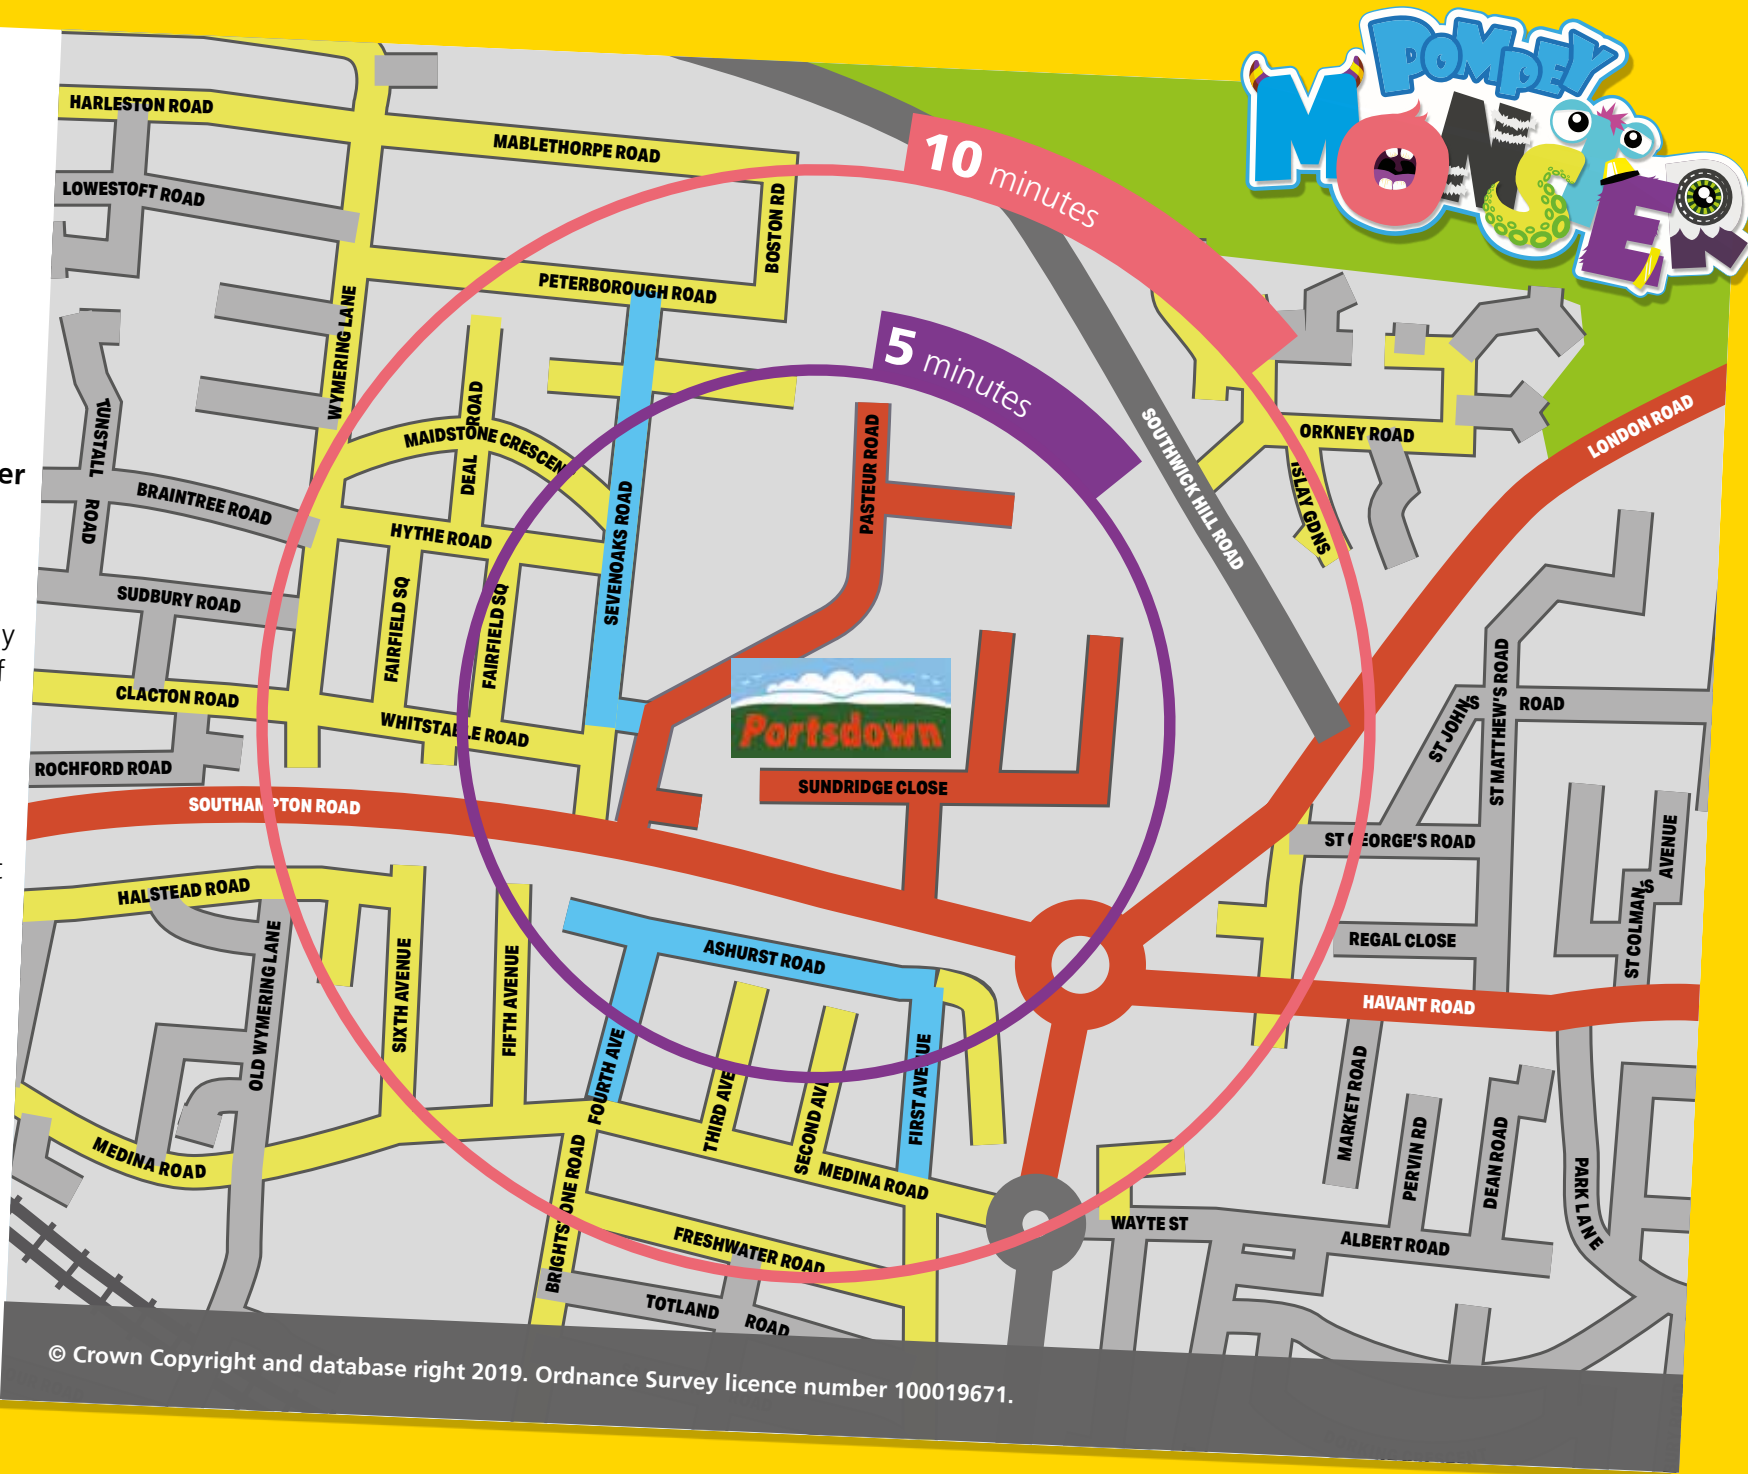 POMPEY
MONSTER
HARLESTON ROAD
MABLETHORPE ROAD
10 minutes
LOWESTOFT ROAD
BOSTON RD
PETERBOROUGH ROAD
WYMERING LANE
5 minutes
TUNSTALL ROAD
DEAL ROAD
MAIDSTONE CRESCEN
PASTEUR ROAD
SOUTHWICK HILL ROAD
ORKNEY ROAD
LONDON ROAD
er
BRAINTREE ROAD
ISLAY GDNS
HYTHE ROAD
SEVENOAKS ROAD
SUDBURY ROAD
FAIRFIELD SQ
FAIRFIELD SQ
y
f
CLACTON ROAD
WHITSTABLE ROAD
Portsdown
ST JOHN'S ROAD
ST MATTHEW'S ROAD
ROCHFORD ROAD
SUNDRIDGE CLOSE
SOUTHAMPTON ROAD
ST GEORGE'S ROAD
t
HALSTEAD ROAD
ST COLMAN'S AVENUE
REGAL CLOSE
ASHURST ROAD
OLD WYMERING LANE
SIXTH AVENUE
FIFTH AVENUE
HAVANT ROAD
FOURTH AVE
THIRD AVE
SECOND AVE
FIRST AVENUE
MARKET ROAD
PERVIN RD
DEAN ROAD
PARK LANE
MEDINA ROAD
MEDINA ROAD
BRIGHTSTONE ROAD
WAYTE ST
ALBERT ROAD
FRESHWATER ROAD
TOTLAND ROAD
© Crown Copyright and database right 2019. Ordnance Survey licence number 100019671.